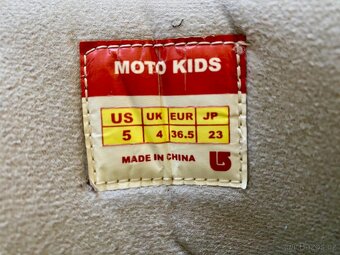 MOTO KIDS
US UK EUR JP
5 4 36.5 23
MADE IN CHINA